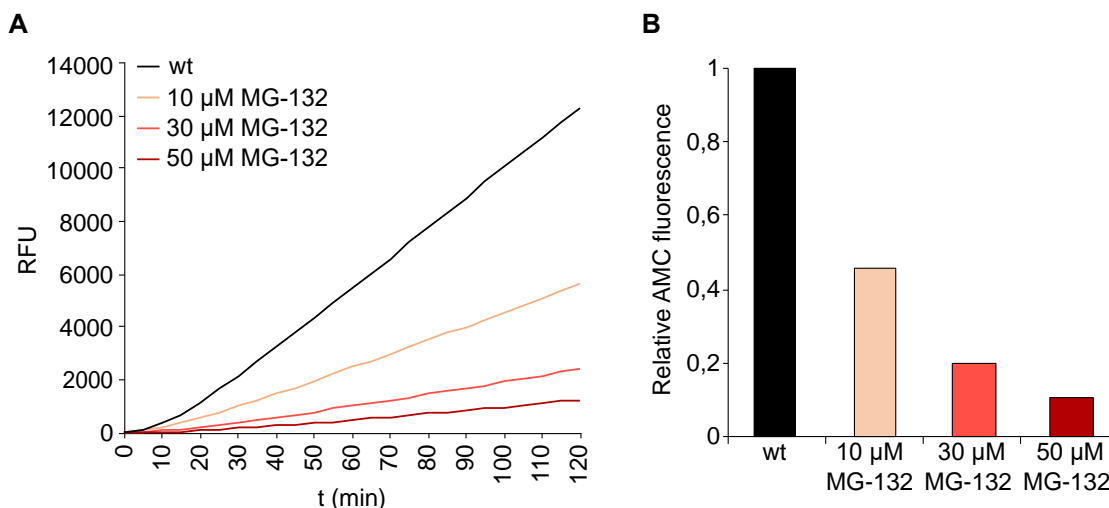 A
RFU
14000
12000
10000
8000
6000
4000
2000
0
wt
10 µM MG-132
30 µM MG-132
50 µM MG-132
0 10 20 30 40 50 60 70 80 90 100 110 120
t (min)
B
Relative AMC fluorescence
1
0,8
0,6
0,4
0,2
0
wt 10 µM 30 µM 50 µM
MG-132 MG-132 MG-132